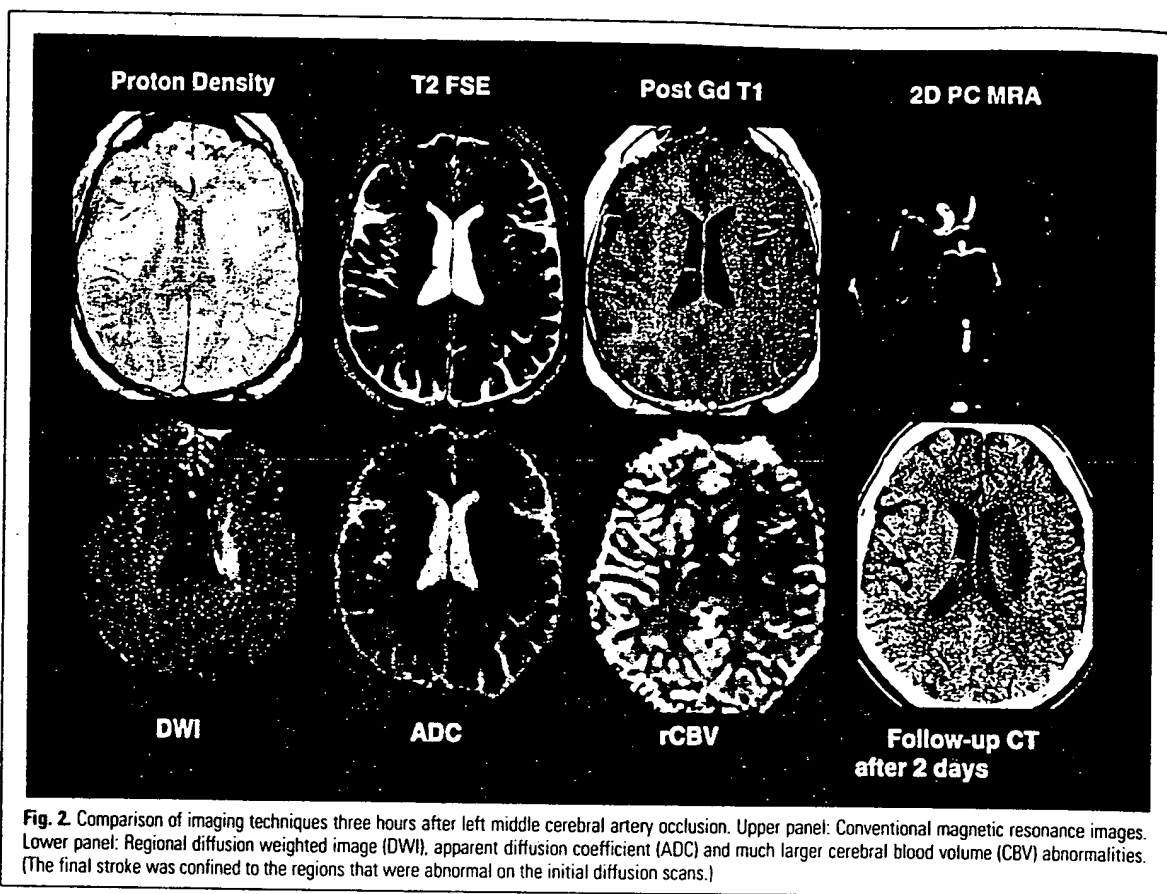 Proton Density
T2 FSE
Post Gd T1
2D PC MRA
DWI
ADC
rCBV
Follow-up CT
after 2 days
Fig. 2. Comparison of imaging techniques three hours after left middle cerebral artery occlusion. Upper panel: Conventional magnetic resonance images.
Lower panel: Regional diffusion weighted image (DWI), apparent diffusion coefficient (ADC) and much larger cerebral blood volume (CBV) abnormalities.
(The final stroke was confined to the regions that were abnormal on the initial diffusion scans.)